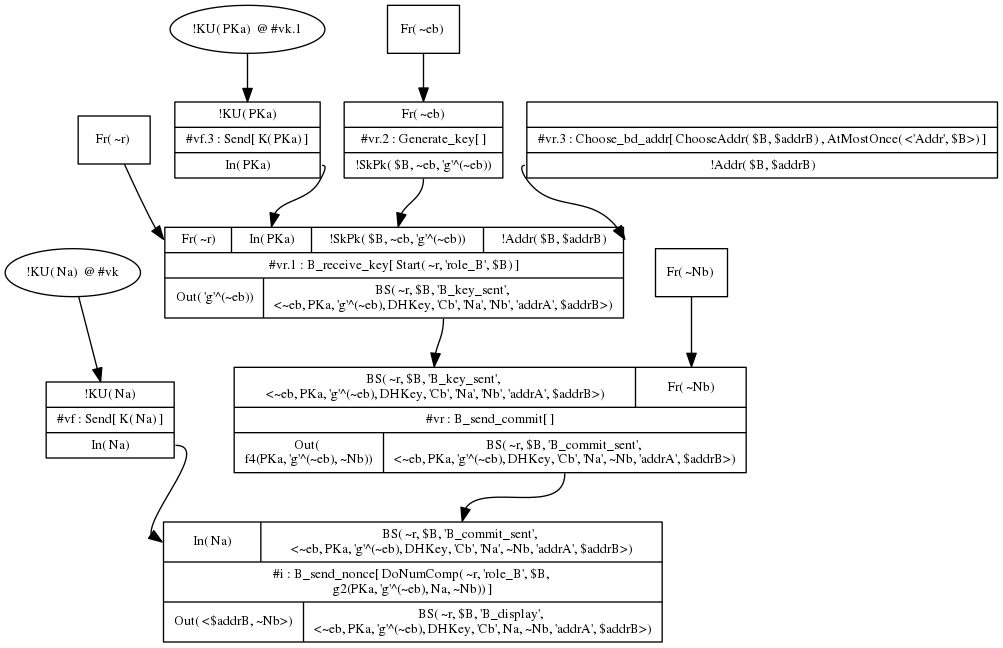 !KU( PKa) @ #vk.1
Fr( ~eb)
Fr( ~r)
!KU( PKa)
#vf.3 : Send[ K( PKa) ]
In( PKa)
Fr( ~eb)
#vr.2 : Generate_key[ ]
!SkPk( $B, ~eb, 'g'^(~eb))
#vr.3 : Choose_bd_addr[ ChooseAddr( $B, $addrB) , AtMostOnce( <'Addr', $B>) ]
!Addr( $B, $addrB)
Fr( ~r)
In( PKa)
!SkPk( $B, ~eb, 'g'^(~eb))
!Addr( $B, $addrB)
#vr.1 : B_receive_key[ Start( ~r, 'role_B', $B) ]
Out( 'g'^(~eb))
BS( ~r, $B, 'B_key_sent',
<~eb, PKa, 'g'^(~eb), DHKey, 'Cb', 'Na', 'Nb', 'addrA', $addrB>)
!KU( Na) @ #vk
Fr( ~Nb)
!KU( Na)
#vf : Send[ K( Na) ]
In( Na)
BS( ~r, $B, 'B_key_sent',
<~eb, PKa, 'g'^(~eb), DHKey, 'Cb', 'Na', 'Nb', 'addrA', $addrB>)
Fr( ~Nb)
#vr : B_send_commit[ ]
Out(
f4(PKa, 'g'^(~eb), ~Nb))
BS( ~r, $B, 'B_commit_sent',
<~eb, PKa, 'g'^(~eb), DHKey, 'Cb', 'Na', ~Nb, 'addrA', $addrB>)
In( Na)
BS( ~r, $B, 'B_commit_sent',
<~eb, PKa, 'g'^(~eb), DHKey, 'Cb', 'Na', ~Nb, 'addrA', $addrB>)
#i : B_send_nonce[ DoNumComp( ~r, 'role_B', $B,
g2(PKa, 'g'^(~eb), Na, ~Nb)) ]
Out( <$addrB, ~Nb>)
BS( ~r, $B, 'B_display',
<~eb, PKa, 'g'^(~eb), DHKey, 'Cb', Na, ~Nb, 'addrA', $addrB>)